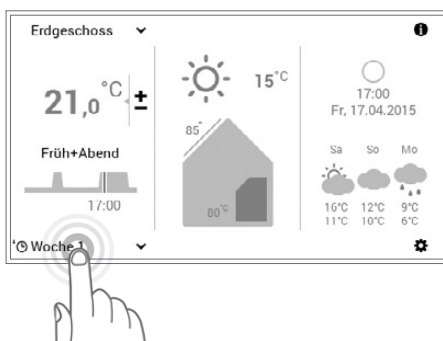 Erdgeschoss
21,0 °C ±
Früh+Abend
17:00
Woche 1
15°C
85°
80°C
17:00
Fr, 17.04.2015
Sa So Mo
16°C 12°C 9°C
11°C 10°C 6°C